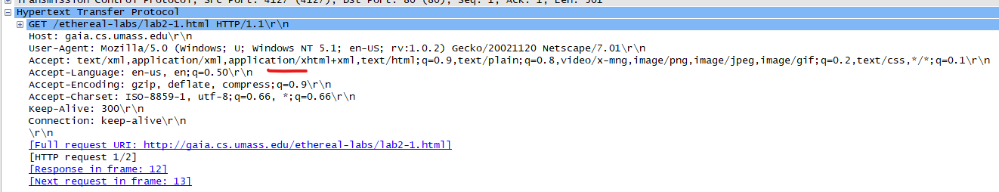 Transmission Control Protocol, Src Port: 4127 (4127), Dst Port: 80 (80), Seq: 1, Ack: 1, Len: 501
Hypertext Transfer Protocol
GET /ethereal-labs/lab2-1.html HTTP/1.1\r\n
Host: gaia.cs.umass.edu\r\n
User-Agent: Mozilla/5.0 (Windows; U; Windows NT 5.1; en-US; rv:1.0.2) Gecko/20021120 Netscape/7.01\r\n
Accept: text/xml,application/xml,application/xhtml+xml,text/html;q=0.9,text/plain;q=0.8,video/x-mng,image/png,image/jpeg,image/gif;q=0.2,text/css,*/*;q=0.1\r\n
Accept-Language: en-us, en;q=0.50\r\n
Accept-Encoding: gzip, deflate, compress;q=0.9\r\n
Accept-Charset: ISO-8859-1, utf-8;q=0.66, *;q=0.66\r\n
Keep-Alive: 300\r\n
Connection: keep-alive\r\n
\r\n
[Full request URI: http://gaia.cs.umass.edu/ethereal-labs/lab2-1.html]
[HTTP request 1/2]
[Response in frame: 12]
[Next request in frame: 13]